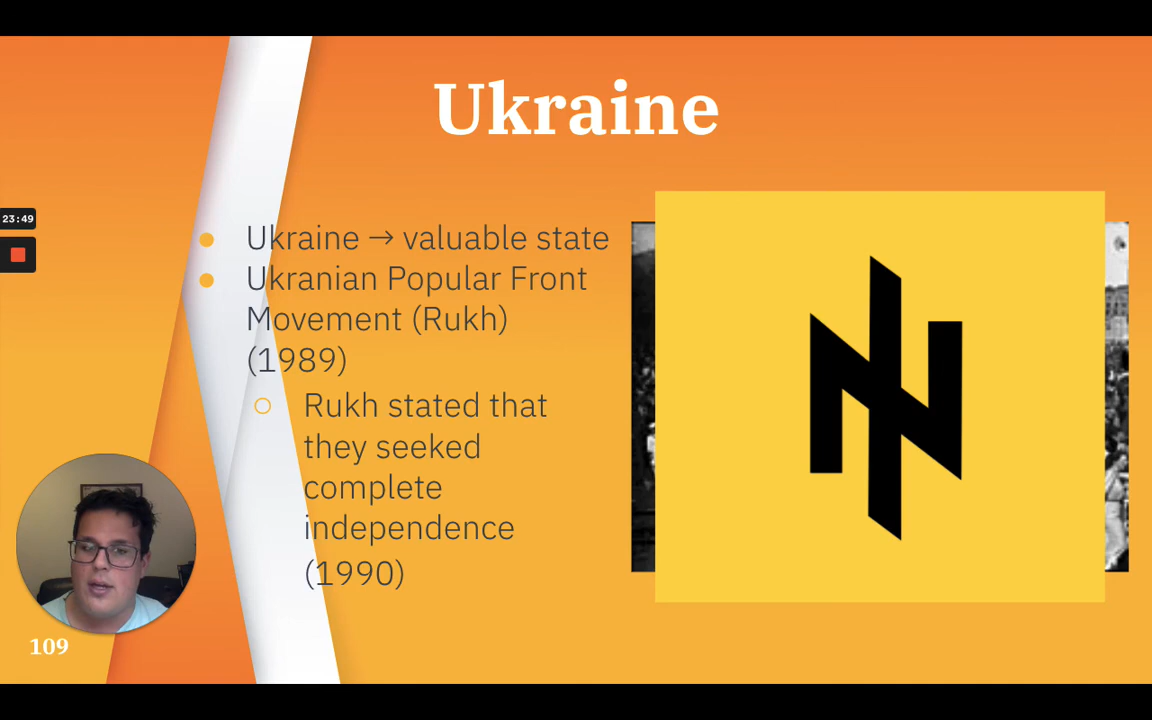 Ukraine
23:49
Ukraine → valuable state
Ukranian Popular Front
Movement (Rukh)
(1989)
Rukh stated that
they seeked
complete
independence
(1990)
109